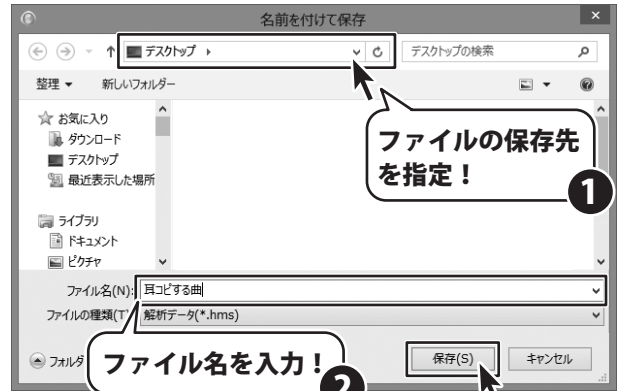 名前を付けて保存
デスクトップ
デスクトップの検索
整理 新しいフォルダー
お気に入り
ダウンロード
デスクトップ
最近表示した場所
ライブラリ
ドキュメント
ピクチャ
ファイルの保存先
を指定！
1
ファイル名(N): 耳コピする曲
ファイルの種類(T 解析データ(*.hms)
フォルダ
ファイル名を入力！
2
保存(S) キャンセル